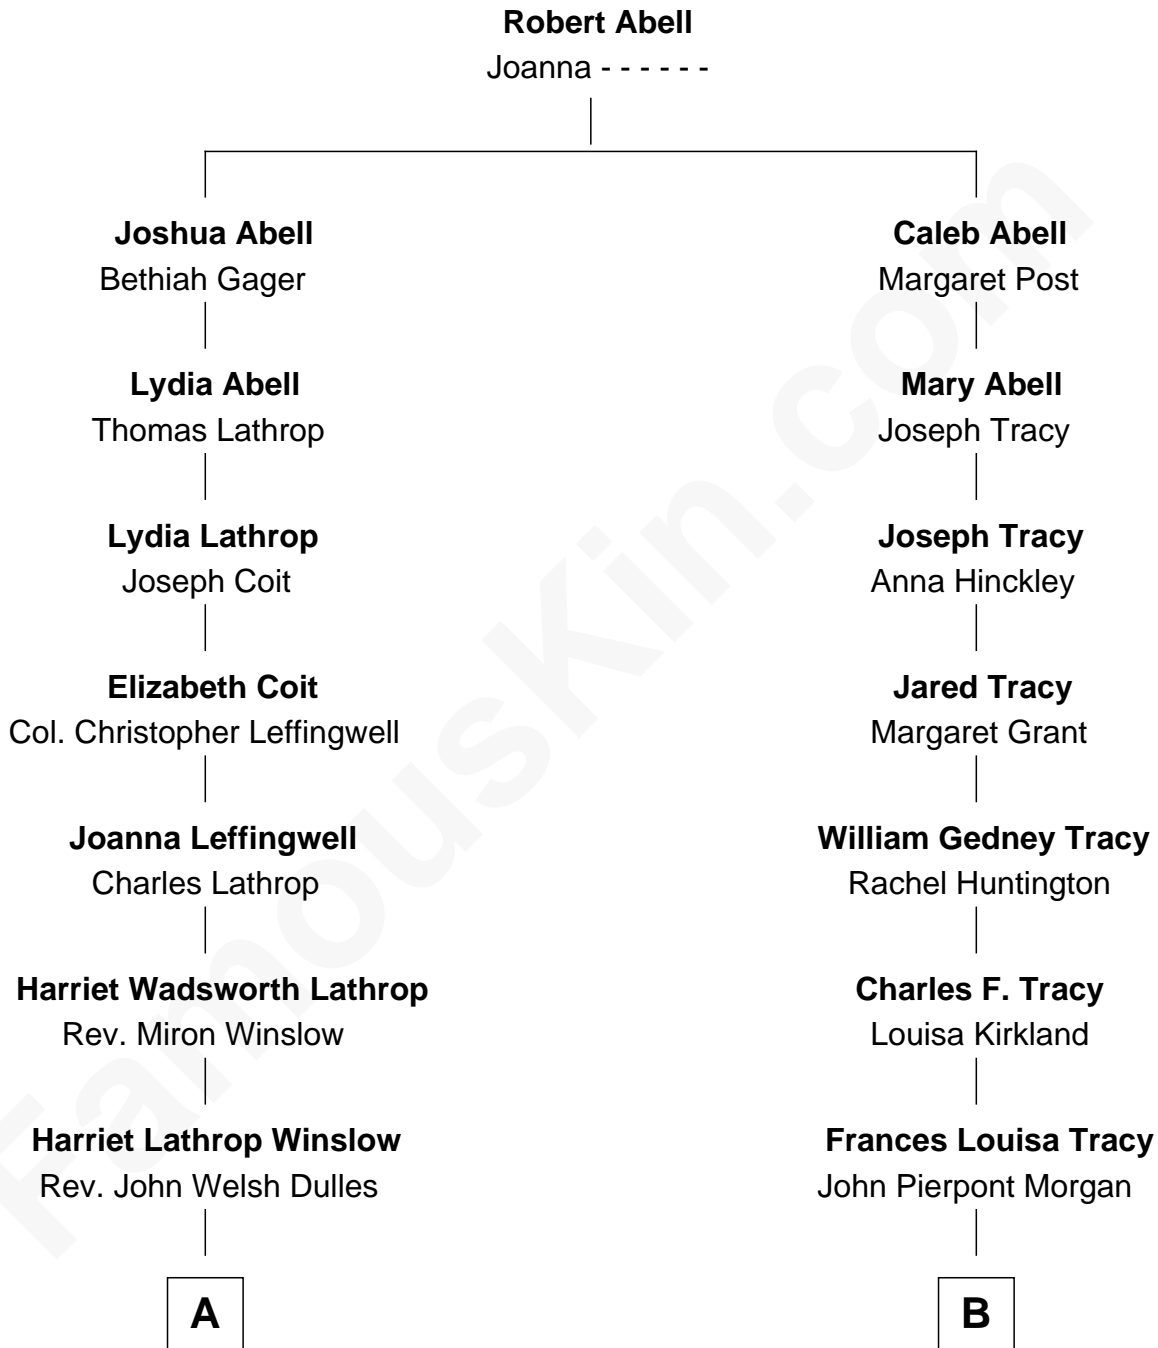 Robert Abell
Joanna - - - - - -
Joshua Abell
Bethiah Gager
Caleb Abell
Margaret Post
Lydia Abell
Thomas Lathrop
Mary Abell
Joseph Tracy
Lydia Lathrop
Joseph Coit
Joseph Tracy
Anna Hinckley
Elizabeth Coit
Col. Christopher Leffingwell
Jared Tracy
Margaret Grant
Joanna Leffingwell
Charles Lathrop
William Gedney Tracy
Rachel Huntington
Harriet Wadsworth Lathrop
Rev. Miron Winslow
Charles F. Tracy
Louisa Kirkland
Harriet Lathrop Winslow
Rev. John Welsh Dulles
Frances Louisa Tracy
John Pierpont Morgan
A
B
FamousKin.com